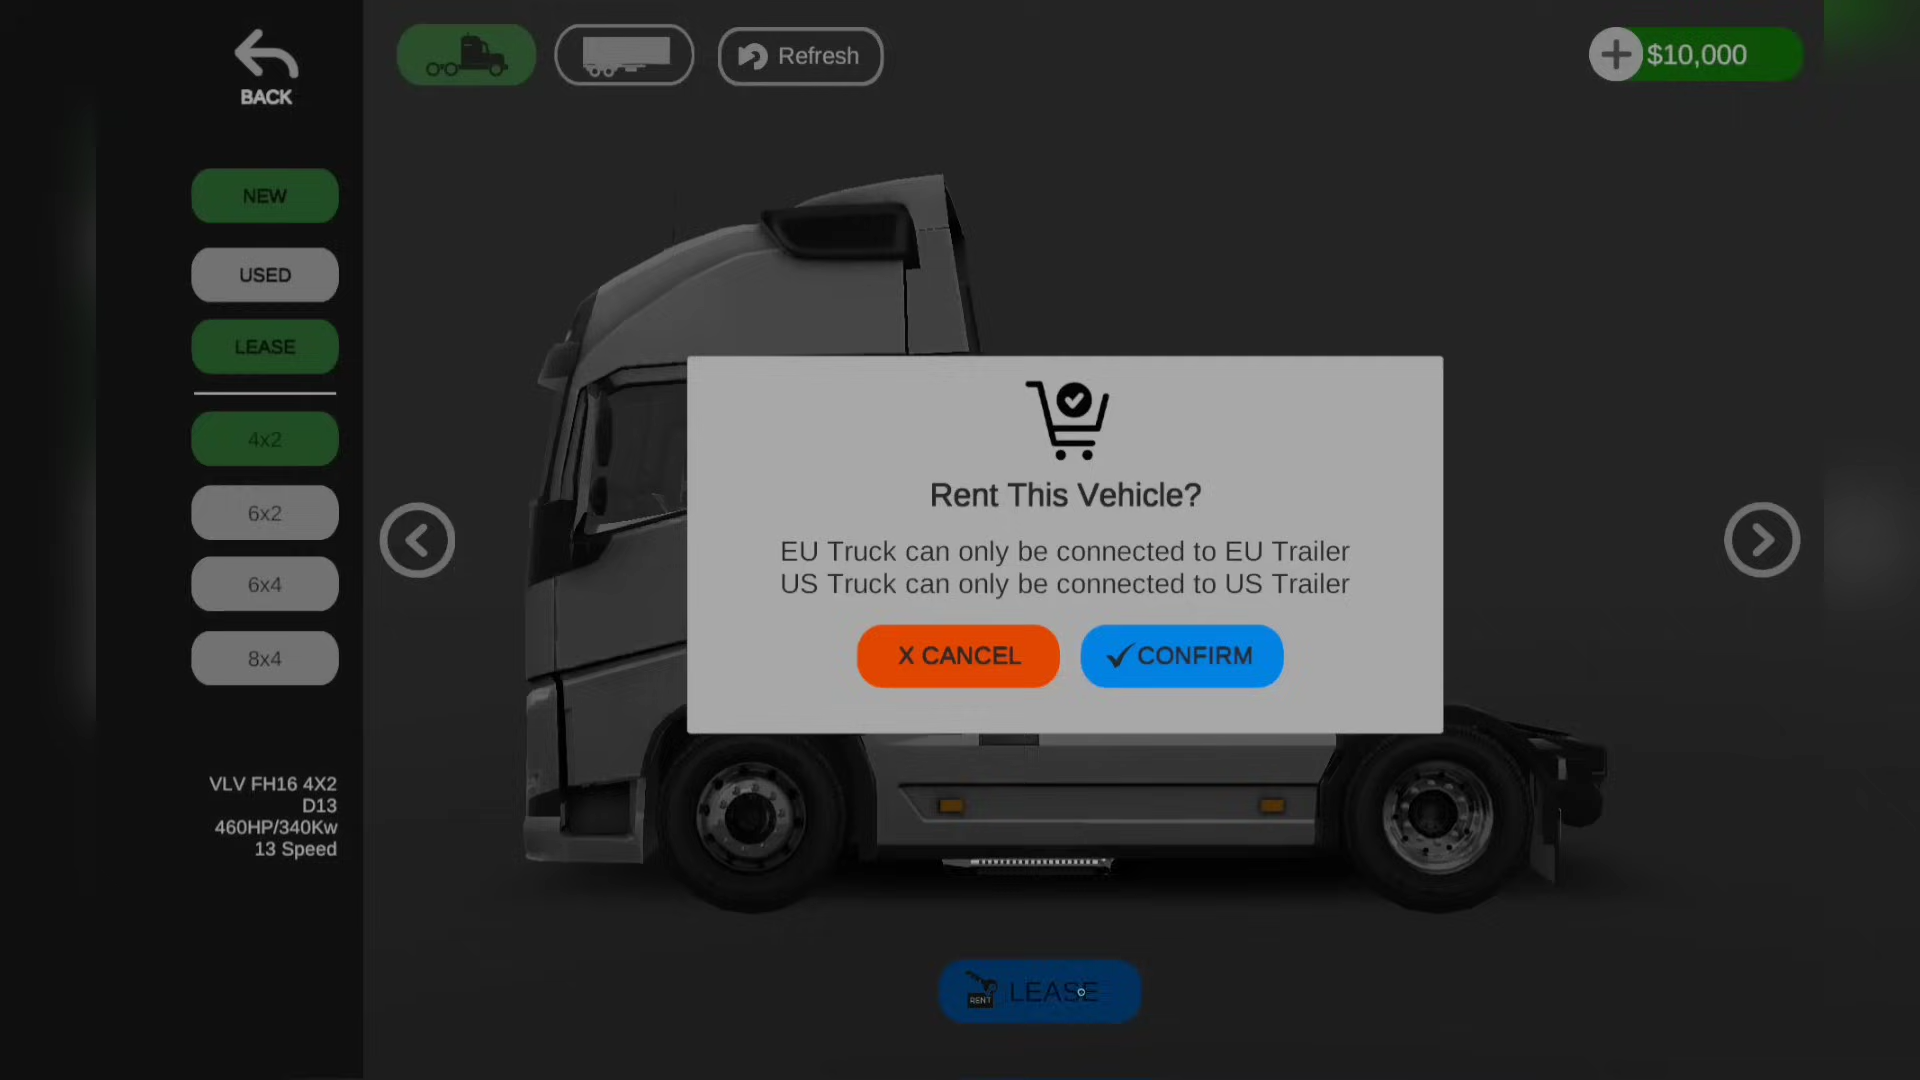 BACK
Refresh
$10,000
NEW
USED
LEASE
4x2
6x2
6x4
8x4
VLV FH16 4X2
D13
460HP/340Kw
13 Speed
Rent This Vehicle?
EU Truck can only be connected to EU Trailer
US Truck can only be connected to US Trailer
X CANCEL
CONFIRM
RENT
LEASE